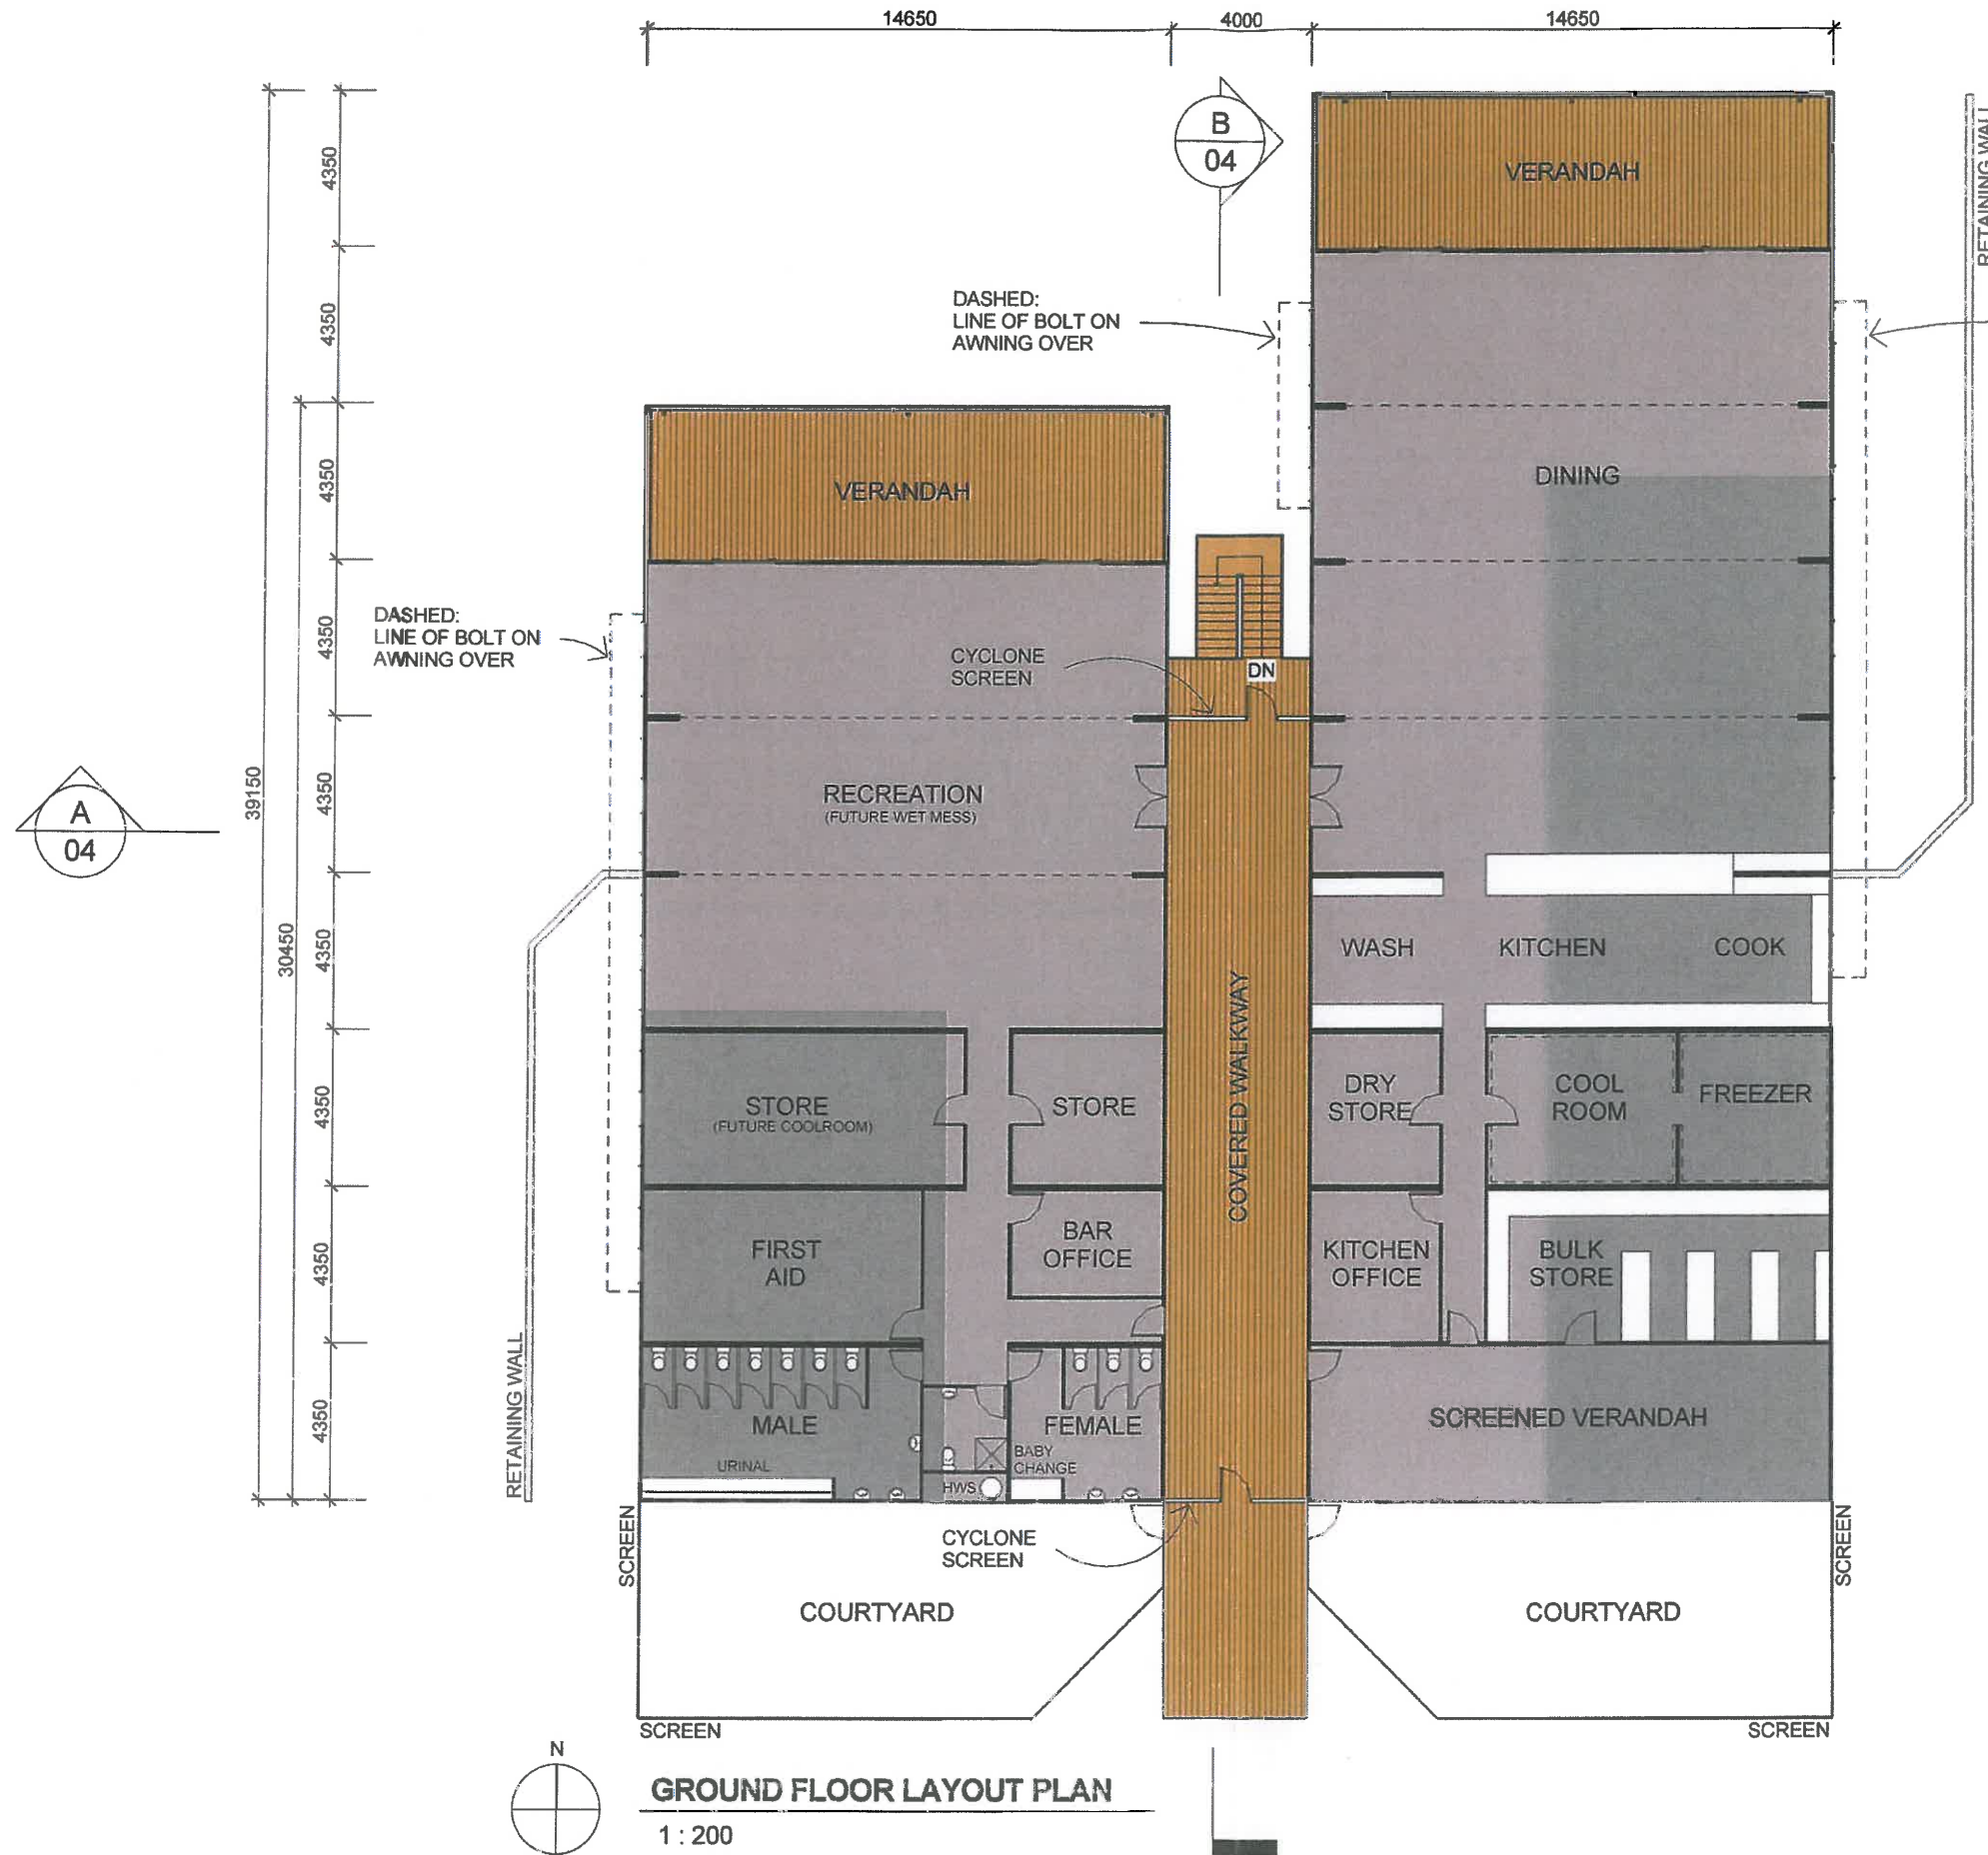 14650
4000
14650
B
04
4350
4350
4350
4350
4350
4350
4350
4350
4350
39150
30450
VERANDAH
RETAINING WALL
DASHED:
LINE OF BOLT ON
AWNING OVER
DINING
VERANDAH
DASHED:
LINE OF BOLT ON
AWNING OVER
CYCLONE
SCREEN
DN
A
04
RECREATION
(FUTURE WET MESS)
WASH
KITCHEN
COOK
COVERED WALKWAY
STORE
(FUTURE COOLROOM)
STORE
DRY
STORE
COOL
ROOM
FREEZER
FIRST
AID
BAR
OFFICE
KITCHEN
OFFICE
BULK
STORE
RETAINING WALL
MALE
URINAL
FEMALE
BABY
CHANGE
HWS
SCREENED VERANDAH
SCREEN
CYCLONE
SCREEN
SCREEN
COURTYARD
COURTYARD
SCREEN
SCREEN
N
GROUND FLOOR LAYOUT PLAN
1 : 200